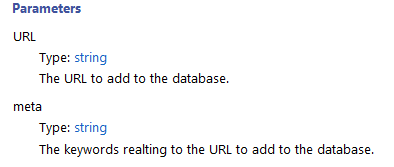 Parameters
URL
Type: string
The URL to add to the database.
meta
Type: string
The keywords realting to the URL to add to the database.